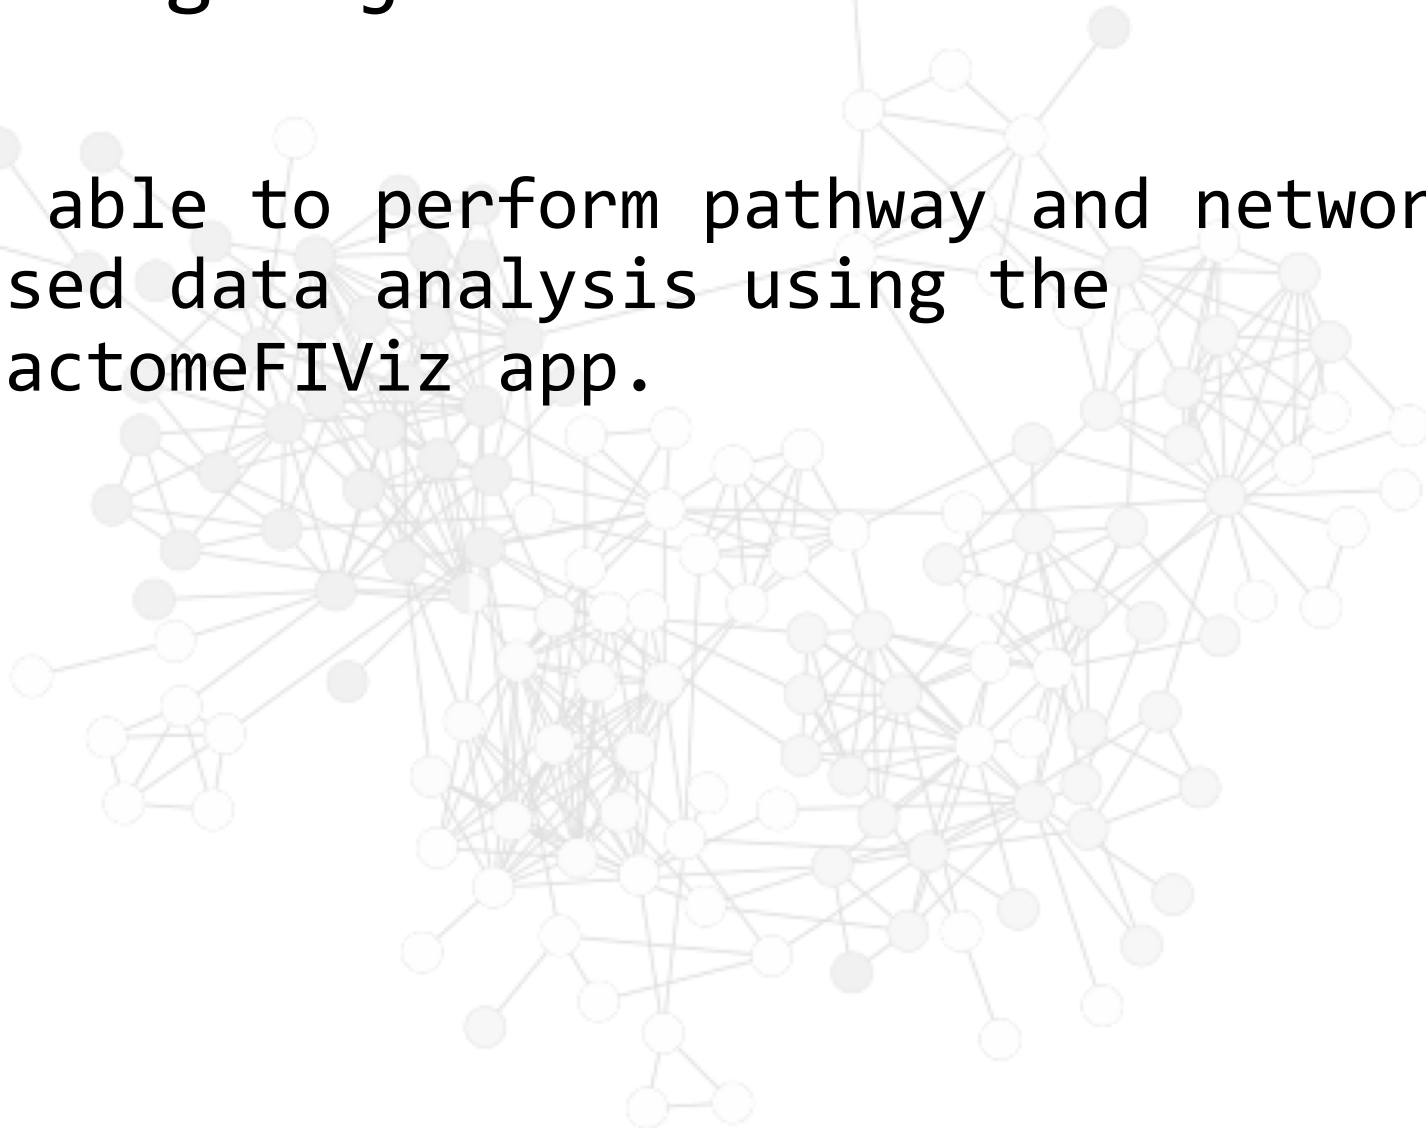 able to perform pathway and networ
sed data analysis using the
actomeFIViz app.